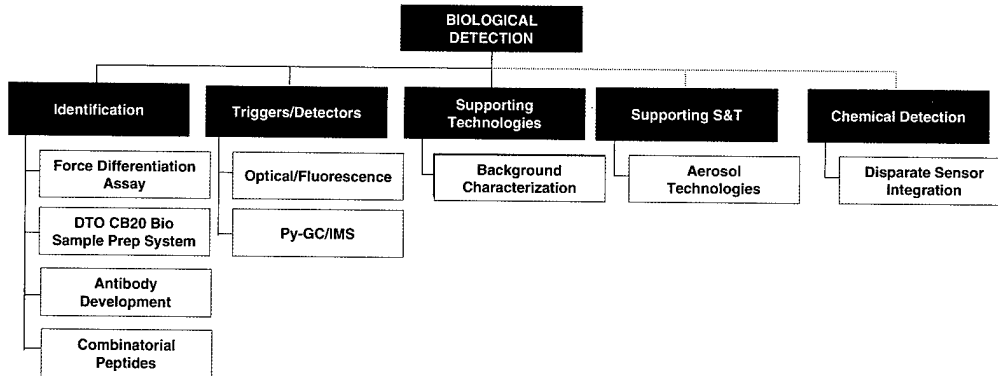 BIOLOGICAL
DETECTION
Identification
Triggers/Detectors
Supporting
Technologies
Supporting S&T
Chemical Detection
Force Differentiation
Assay
DTO CB20 Bio
Sample Prep System
Antibody
Development
Combinatorial
Peptides
Optical/Fluorescence
Py-GC/IMS
Background
Characterization
Aerosol
Technologies
Disparate Sensor
Integration